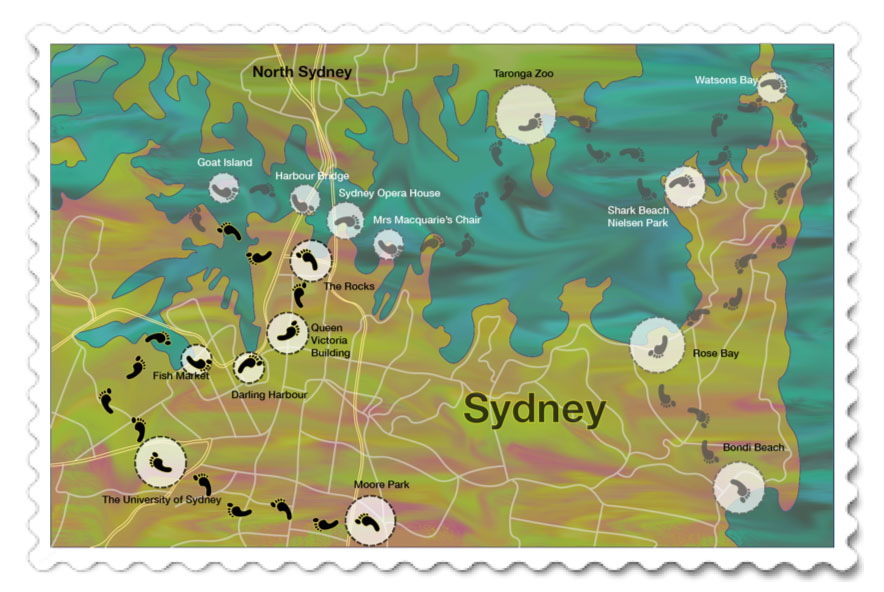 North Sydney
Taronga Zoo
Watsons Bay
Goat Island
Harbour Bridge
Sydney Opera House
Mrs Macquarie's Chair
Shark Beach
Nielsen Park
The Rocks
Queen
Victoria
Building
Rose Bay
Fish Market
Darling Harbour
Sydney
Bondi Beach
Moore Park
The University of Sydney